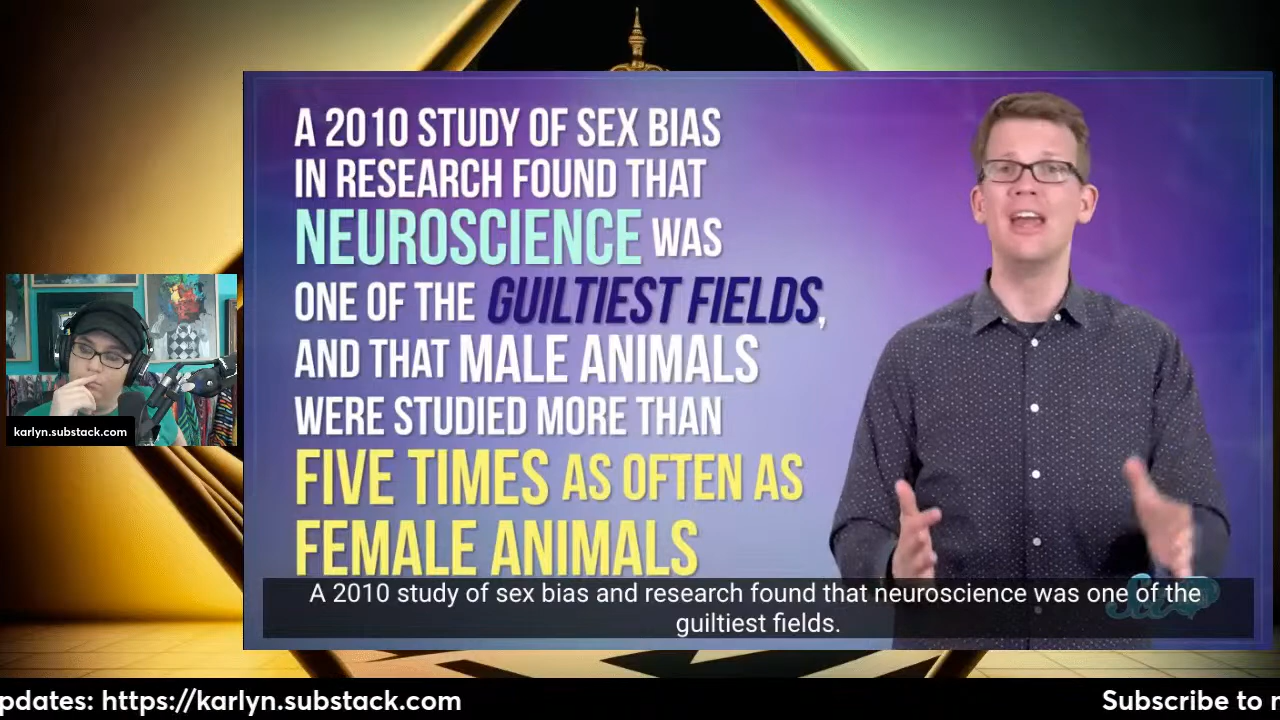 A 2010 STUDY OF SEX BIAS
IN RESEARCH FOUND THAT
NEUROSCIENCE WAS
ONE OF THE GUILTIEST FIELDS,
AND THAT MALE ANIMALS
WERE STUDIED MORE THAN
FIVE TIMES AS OFTEN AS
FEMALE ANIMALS
A 2010 study of sex bias and research found that neuroscience was one of the
guiltiest fields.
karlyn.substack.com
pdates: https://karlyn.substack.com
Subscribe to